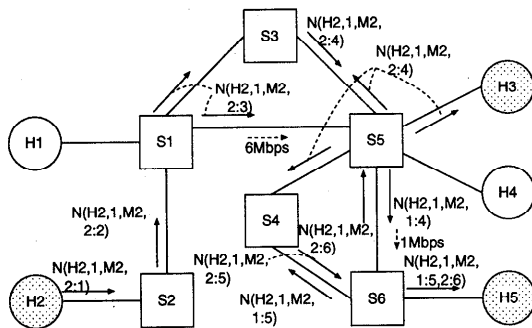 S3
N(H2,1,M2,
2:4)
N(H2,1,M2,
2:4)
H3
N(H2,1,M2,
2:3)
H1
S1
S5
6Mbps
H4
N(H2,1,M2,
2:2)
S4
N(H2,1,M2,
1:4)
N(H2,1,M2,
2:6)
1Mbps
N(H2,1,M2,
2:5)
N(H2,1,M2,
2:1)
N(H2,1,M2,
1:5,2:6)
H2
S2
N(H2,1,M2,
1:5)
S6
H5